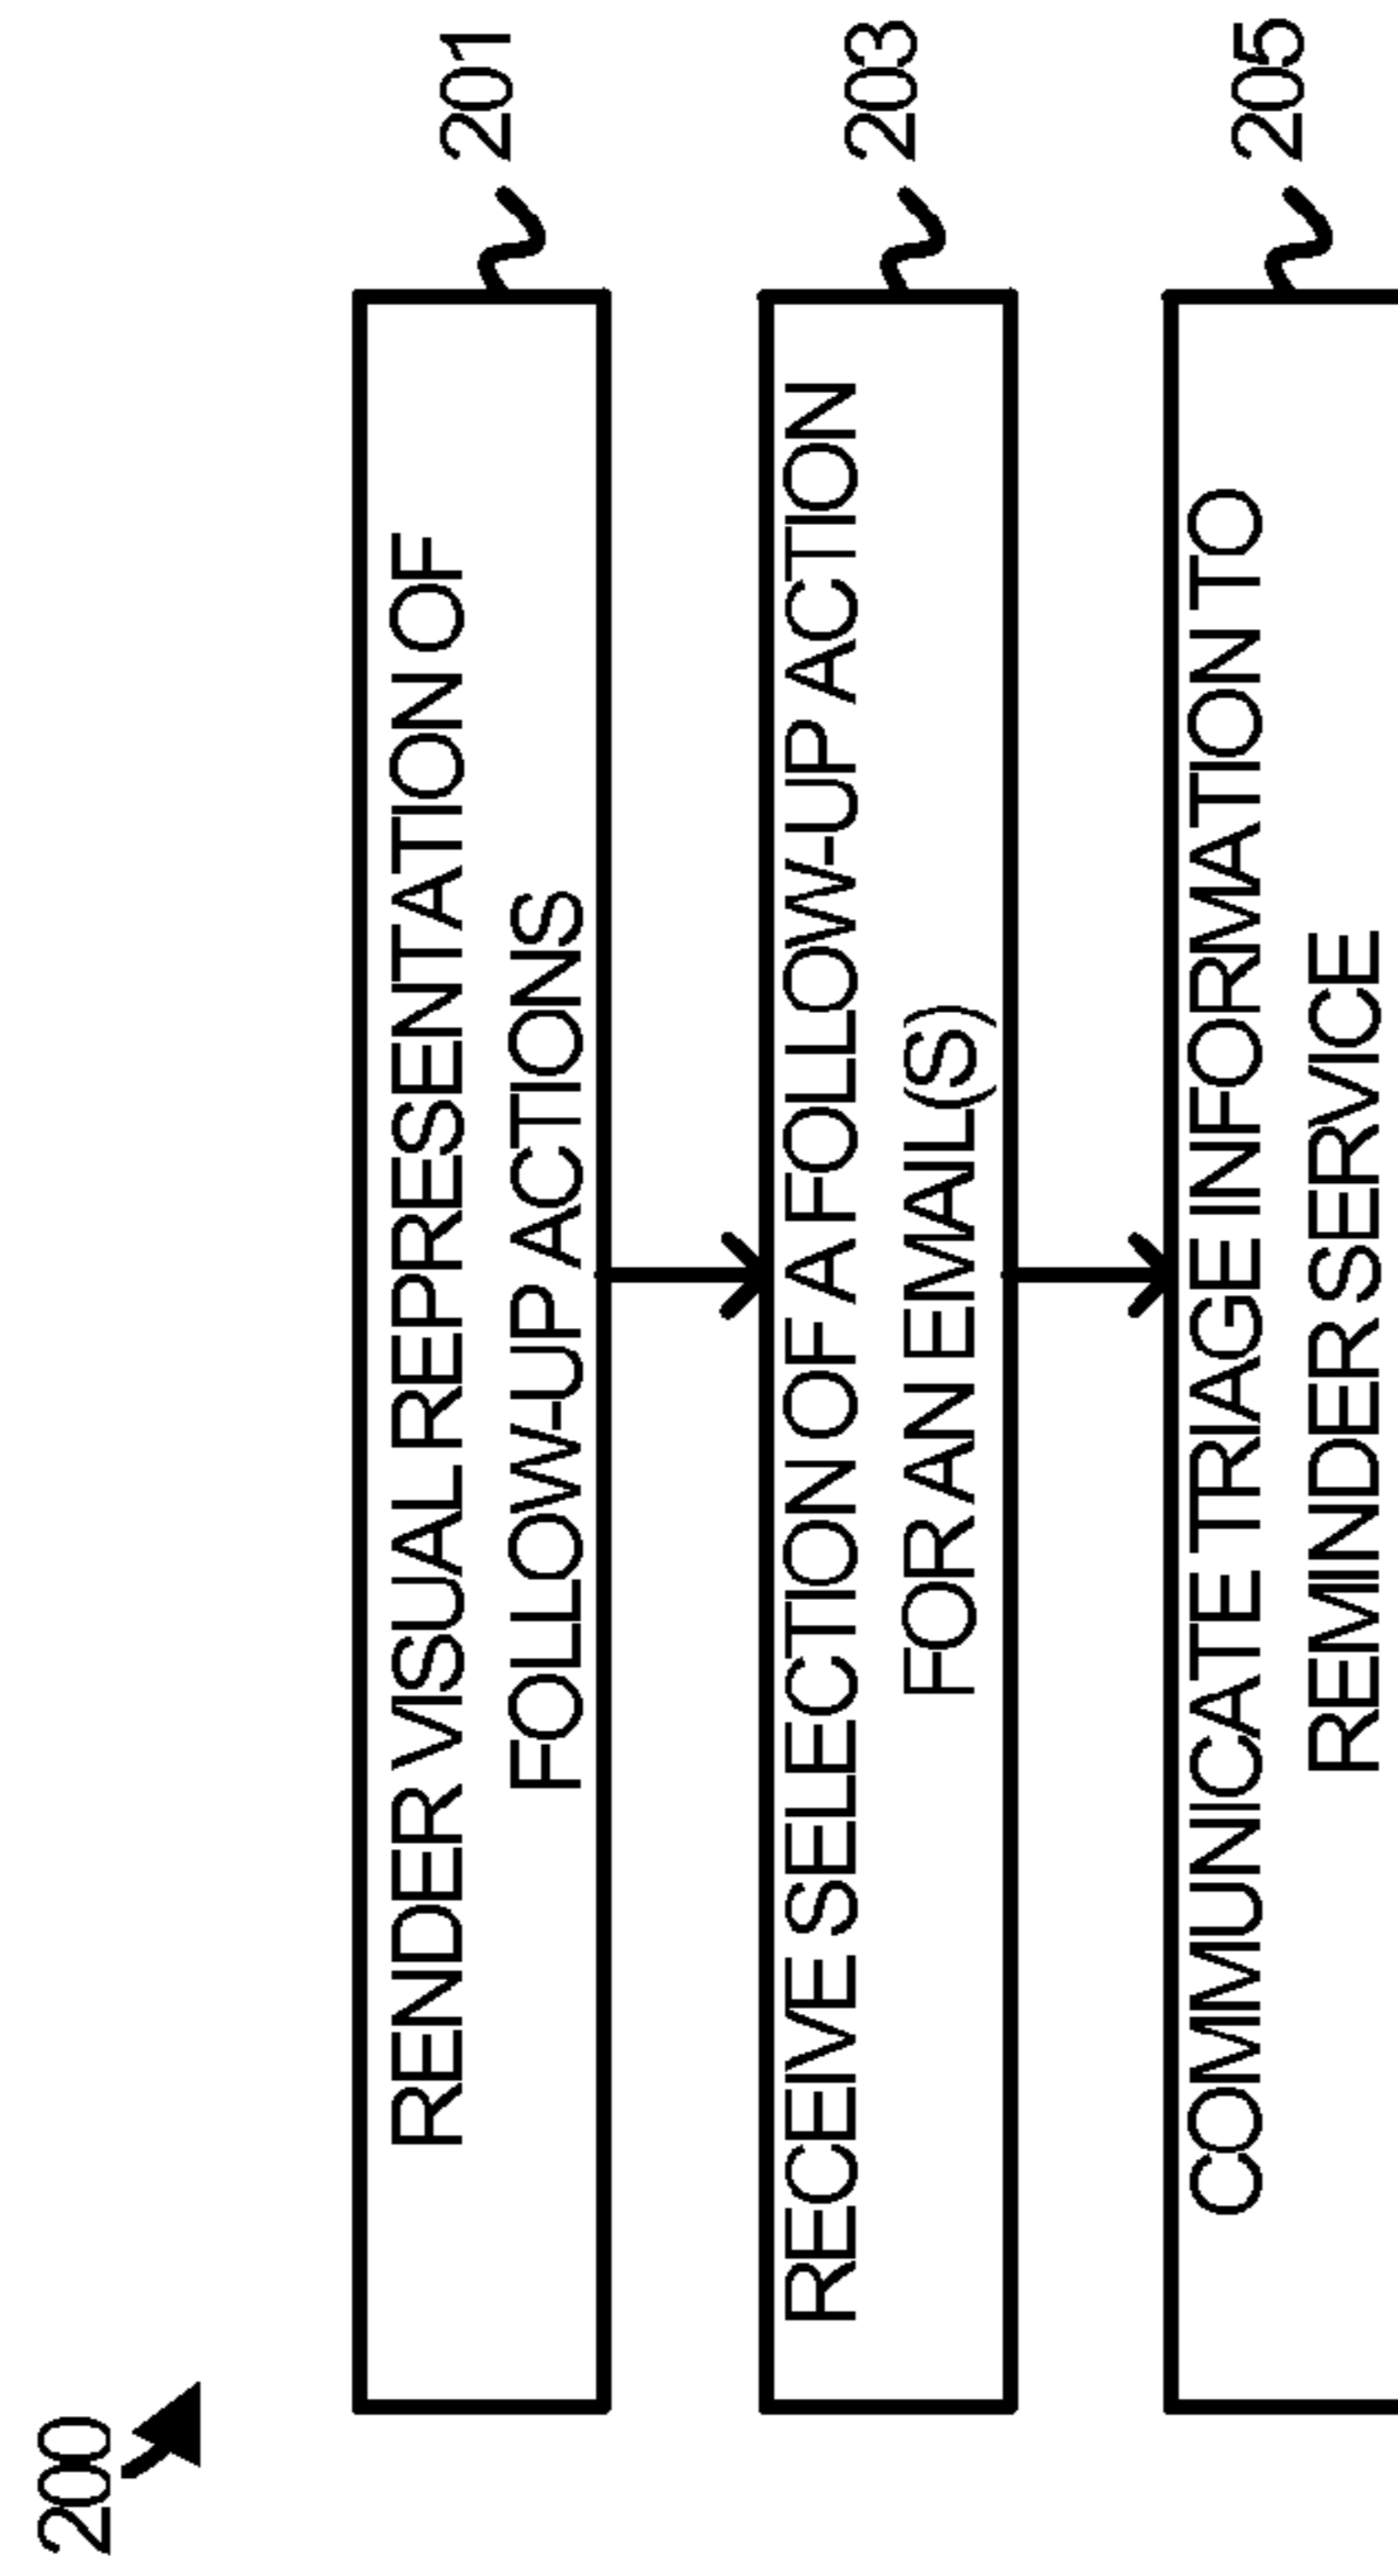 200
RENDER VISUAL REPRESENTATION OF
FOLLOW-UP ACTIONS
201
RECEIVE SELECTION OF A FOLLOW-UP ACTION
FOR AN EMAIL(S)
203
COMMUNICATE TRIAGE INFORMATION TO
REMINDER SERVICE
205